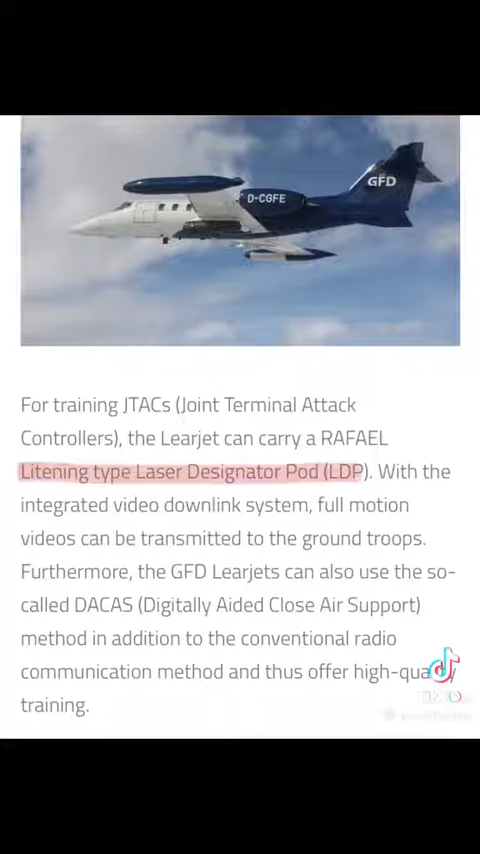 GFD
D-CGFE
For training JTACs (Joint Terminal Attack
Controllers), the Learjet can carry a RAFAEL
Litening type Laser Designator Pod (LDP). With the
integrated video downlink system, full motion
videos can be transmitted to the ground troops.
Furthermore, the GFD Learjets can also use the so-
called DACAS (Digitally Aided Close Air Support)
method in addition to the conventional radio
communication method and thus offer high-quality
training.